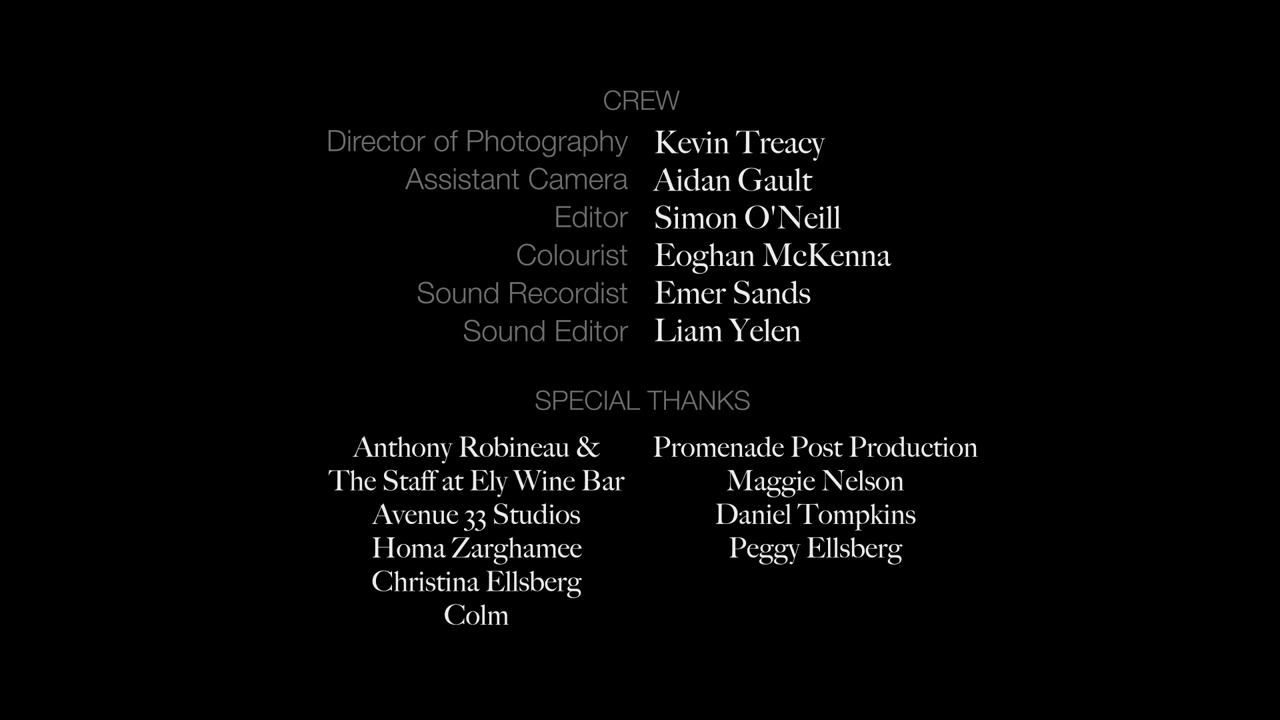 CREW
Director of Photography Kevin Treacy
Assistant Camera Aidan Gault
Editor Simon O'Neill
Colourist Eoghan McKenna
Sound Recordist Emer Sands
Sound Editor Liam Yelen
SPECIAL THANKS
Anthony Robineau &
The Staff at Ely Wine Bar
Avenue 33 Studios
Homa Zarghamee
Christina Ellsberg
Colm
Promenade Post Production
Maggie Nelson
Daniel Tompkins
Peggy Ellsberg